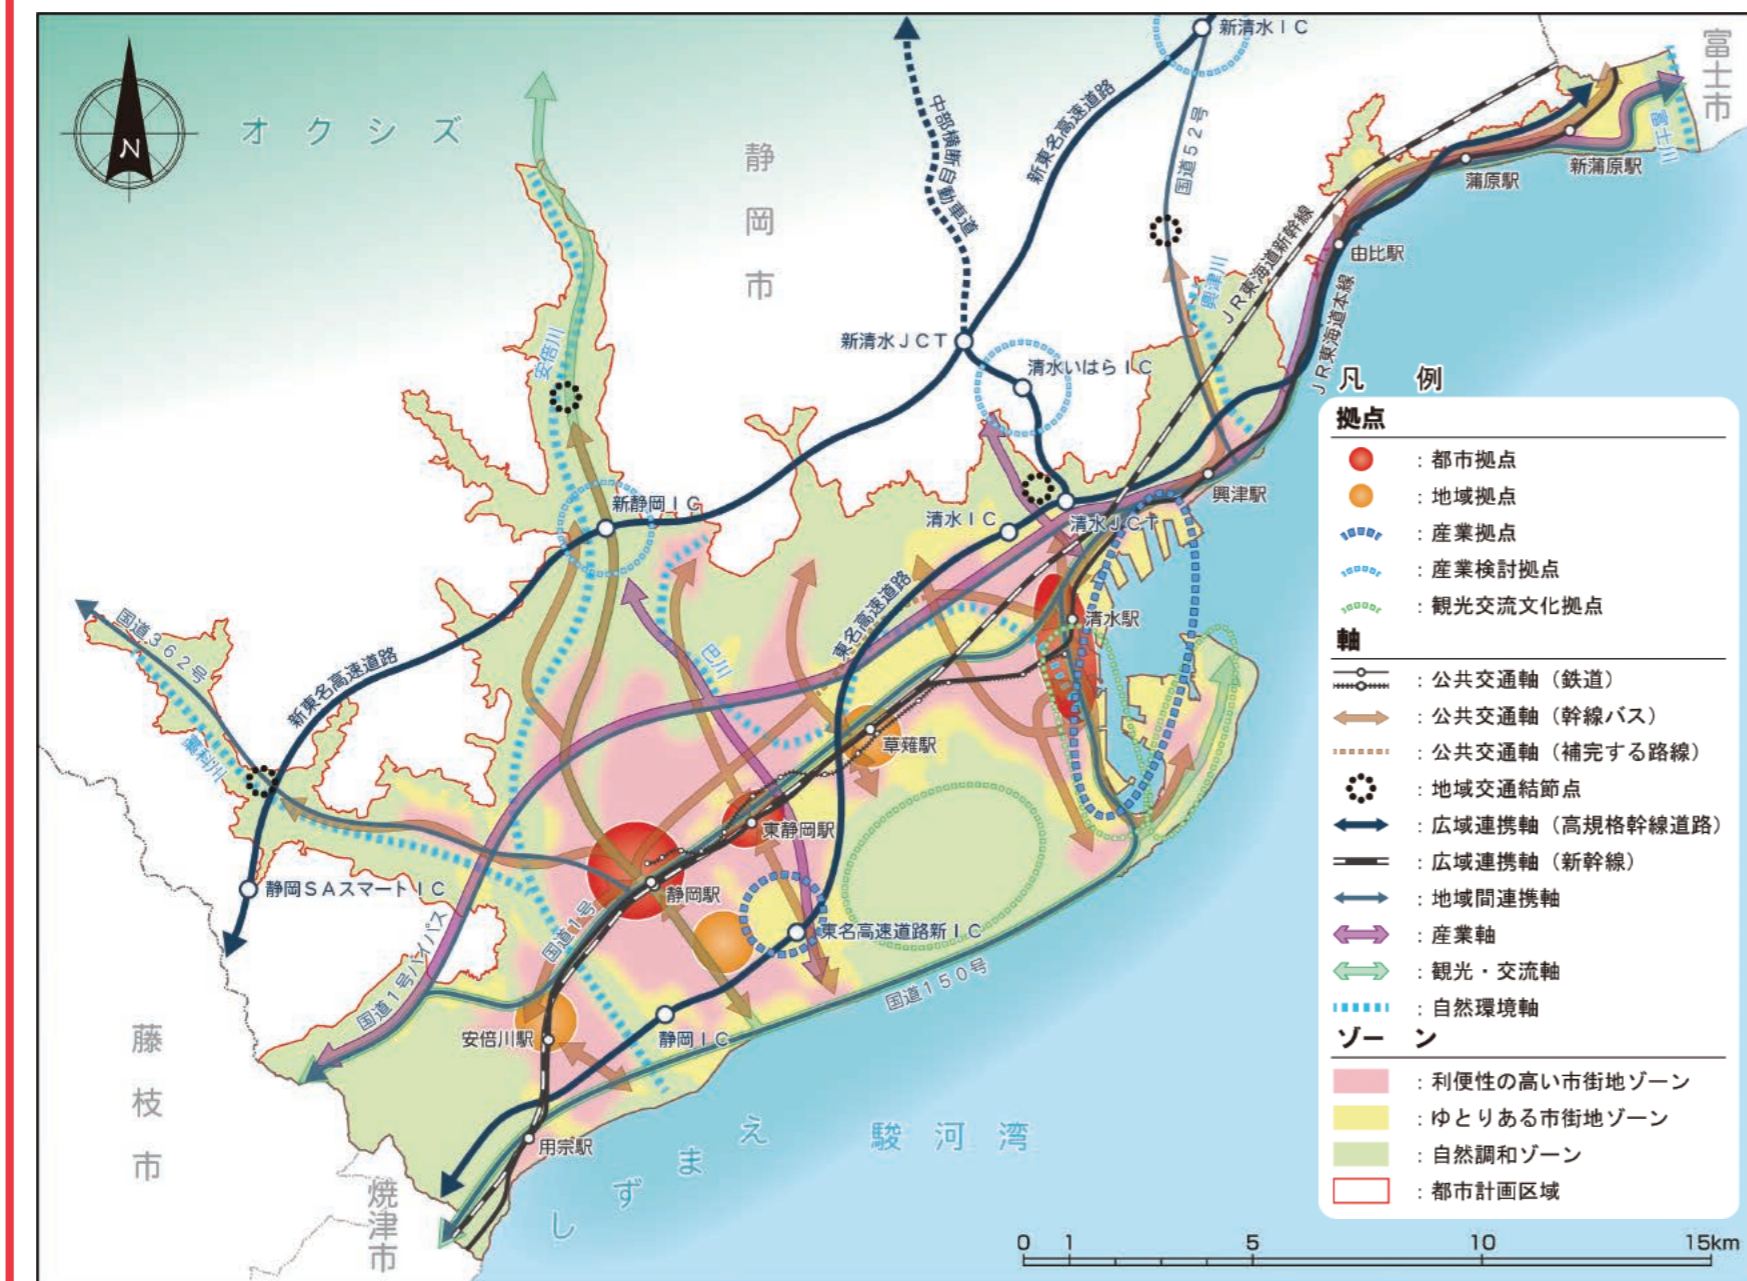 N
オクシズ
静岡市
富士市
藤枝市
焼津市
しずまえ
駿河湾
新清水IC
中部横断自動車道
新東名高速道路
国道52号
JR東海道新幹線
JR東海道本線
富士川
新蒲原駅
蒲原駅
由比駅
興津川
新清水JCT
清水いはらIC
安倍川
新静岡IC
清水IC
清水JCT
興津駅
東名高速道路
清水駅
国道362号
新東名高速道路
藁科川
巴川
草薙駅
東静岡駅
静岡駅
静岡SAスマートIC
国道1号
東名高速道路新IC
国道1号バイパス
国道150号
安倍川駅
静岡IC
用宗駅
凡例
拠点
:都市拠点
:地域拠点
:産業拠点
:産業検討拠点
:観光交流文化拠点
軸
:公共交通軸(鉄道)
:公共交通軸(幹線バス)
:公共交通軸(補完する路線)
:地域交通結節点
:広域連携軸(高規格幹線道路)
:広域連携軸(新幹線)
:地域間連携軸
:産業軸
:観光・交流軸
:自然環境軸
ゾーン
:利便性の高い市街地ゾーン
:ゆとりある市街地ゾーン
:自然調和ゾーン
:都市計画区域
0 1 5 10 15km